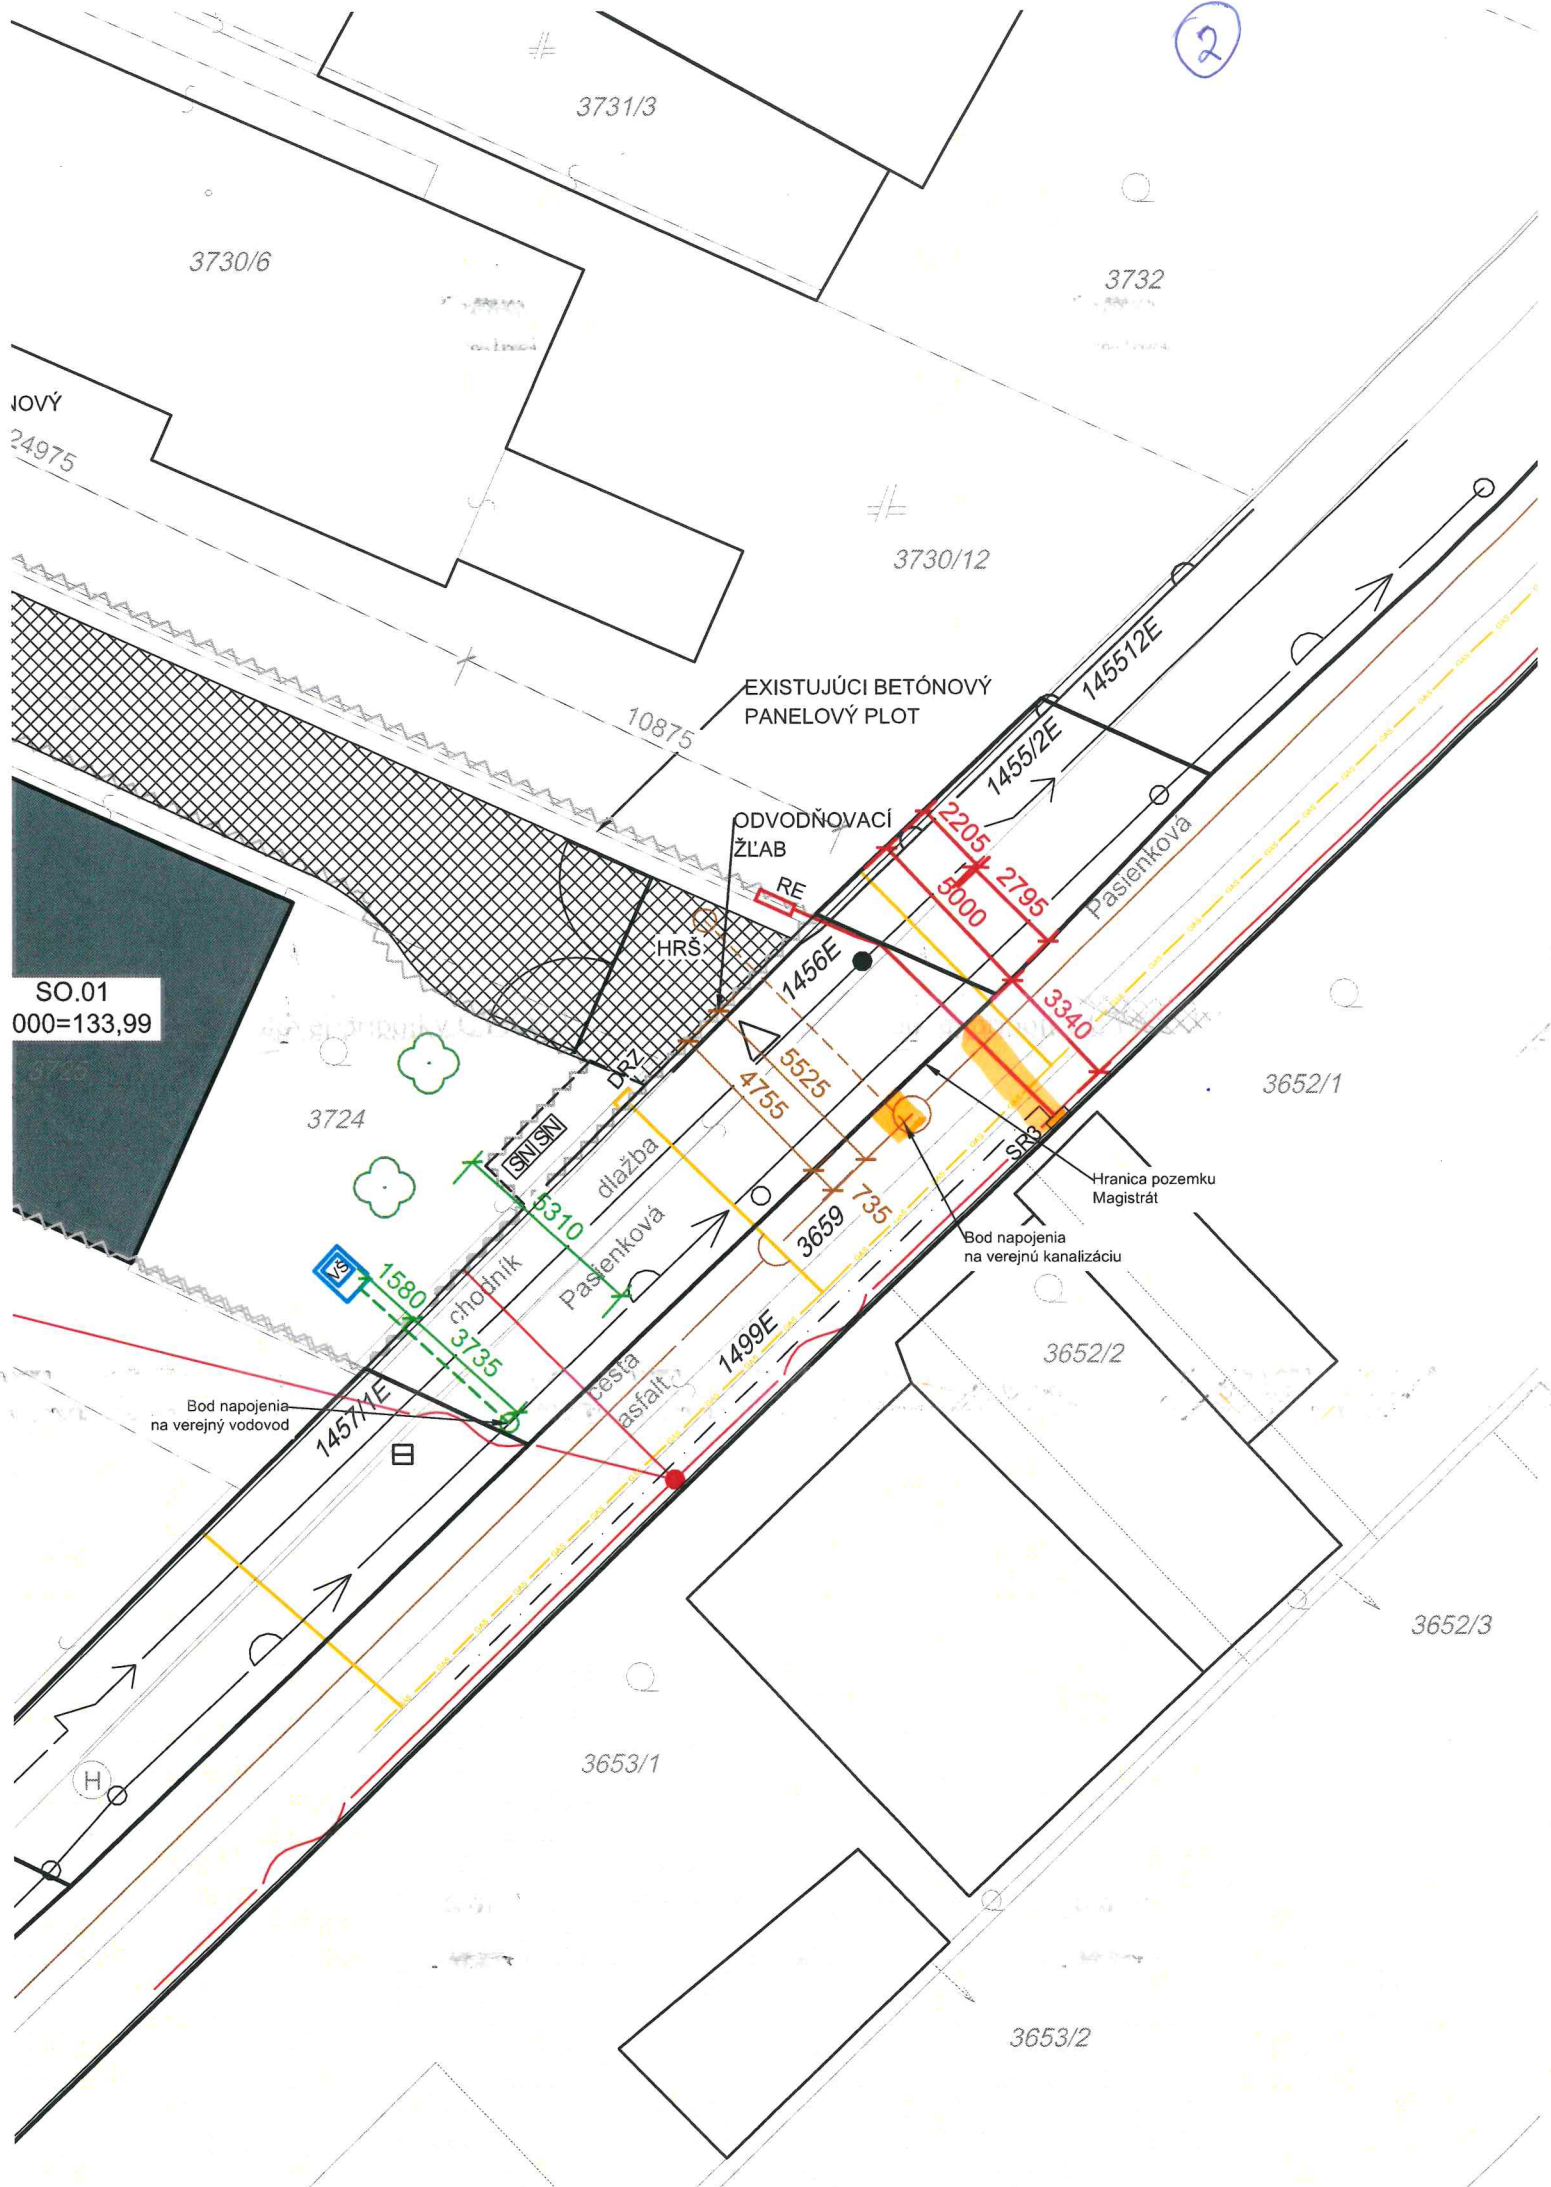 2
3731/3
3730/6
3732
NOVÝ
24975
3730/12
EXISTUJÚCI BETÓNOVÝ
PANELOVÝ PLOT
10875
145512E
1455/2E
ODVODŇOVACÍ
ŽĽAB
2205
2795
5000
Pasienková
RE
HRŠ
1456E
3340
SO.01
000=133,99
3725
3724
DRZ
5525
4755
3652/1
SN SN
dlažba
SR3
Hranica pozemku
Magistrát
5310
735
3659
Bod napojenia
na verejnú kanalizáciu
VŠ
1580
chodník
Pasienková
3735
1499E
3652/2
cesta
asfalt
Bod napojenia
na verejný vodovod
1457/1E
GAS
3652/3
3653/1
H
3653/2